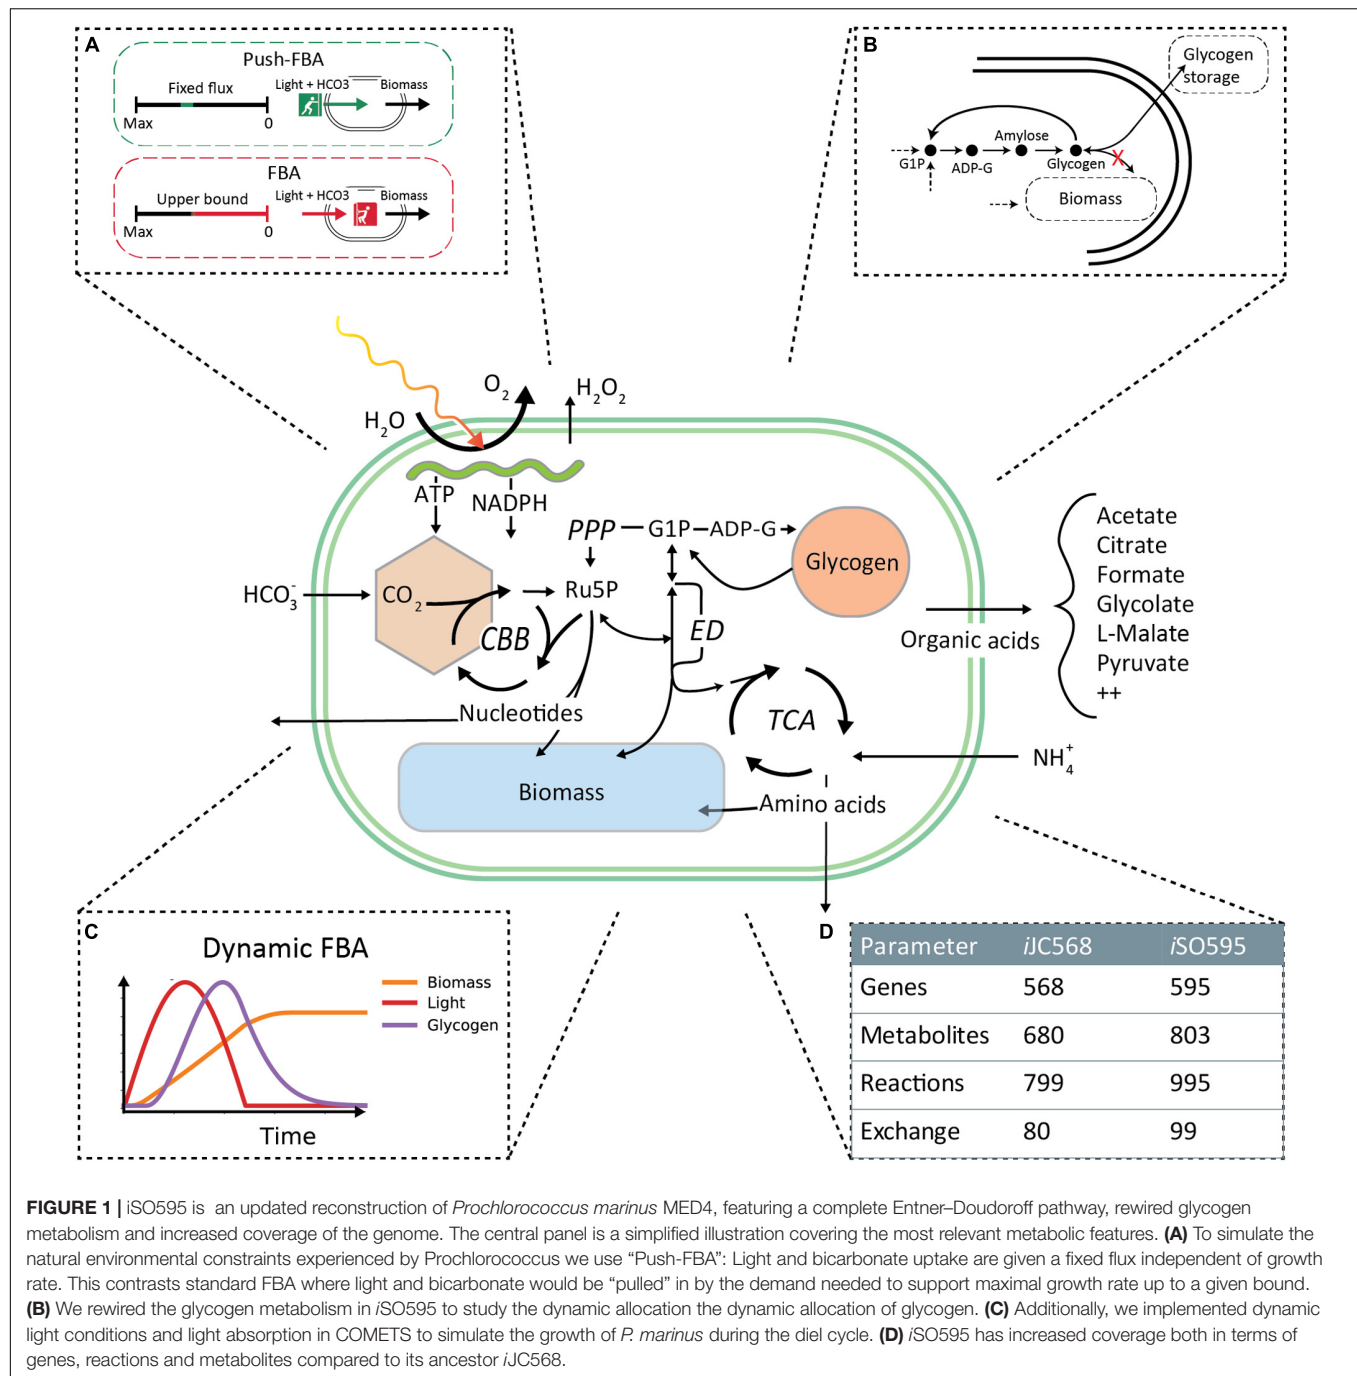 A
Push-FBA
Fixed flux
Light + HCO3
Biomass
Max
0
FBA
Upper bound
Light + HCO3
Biomass
Max
0
B
Glycogen
storage
Amylose
G1P
ADP-G
Glycogen
X
Biomass
H2O
O2
H2O2
ATP
NADPH
PPP
G1P
ADP-G
Glycogen
HCO3-
CO2
Ru5P
CBB
ED
Organic acids
Acetate
Citrate
Formate
Glycolate
L-Malate
Pyruvate
++
Nucleotides
TCA
NH4+
Biomass
Amino acids
C
Dynamic FBA
Biomass
Light
Glycogen
Time
D
Parameter iJC568 iSO595
Genes 568 595
Metabolites 680 803
Reactions 799 995
Exchange 80 99
FIGURE 1 | iSO595 is an updated reconstruction of Prochlorococcus marinus MED4, featuring a complete Entner–Doudoroff pathway, rewired glycogen
metabolism and increased coverage of the genome. The central panel is a simplified illustration covering the most relevant metabolic features. (A) To simulate the
natural environmental constraints experienced by Prochlorococcus we use “Push-FBA”: Light and bicarbonate uptake are given a fixed flux independent of growth
rate. This contrasts standard FBA where light and bicarbonate would be “pulled” in by the demand needed to support maximal growth rate up to a given bound.
(B) We rewired the glycogen metabolism in iSO595 to study the dynamic allocation the dynamic allocation of glycogen. (C) Additionally, we implemented dynamic
light conditions and light absorption in COMETS to simulate the growth of P. marinus during the diel cycle. (D) iSO595 has increased coverage both in terms of
genes, reactions and metabolites compared to its ancestor iJC568.